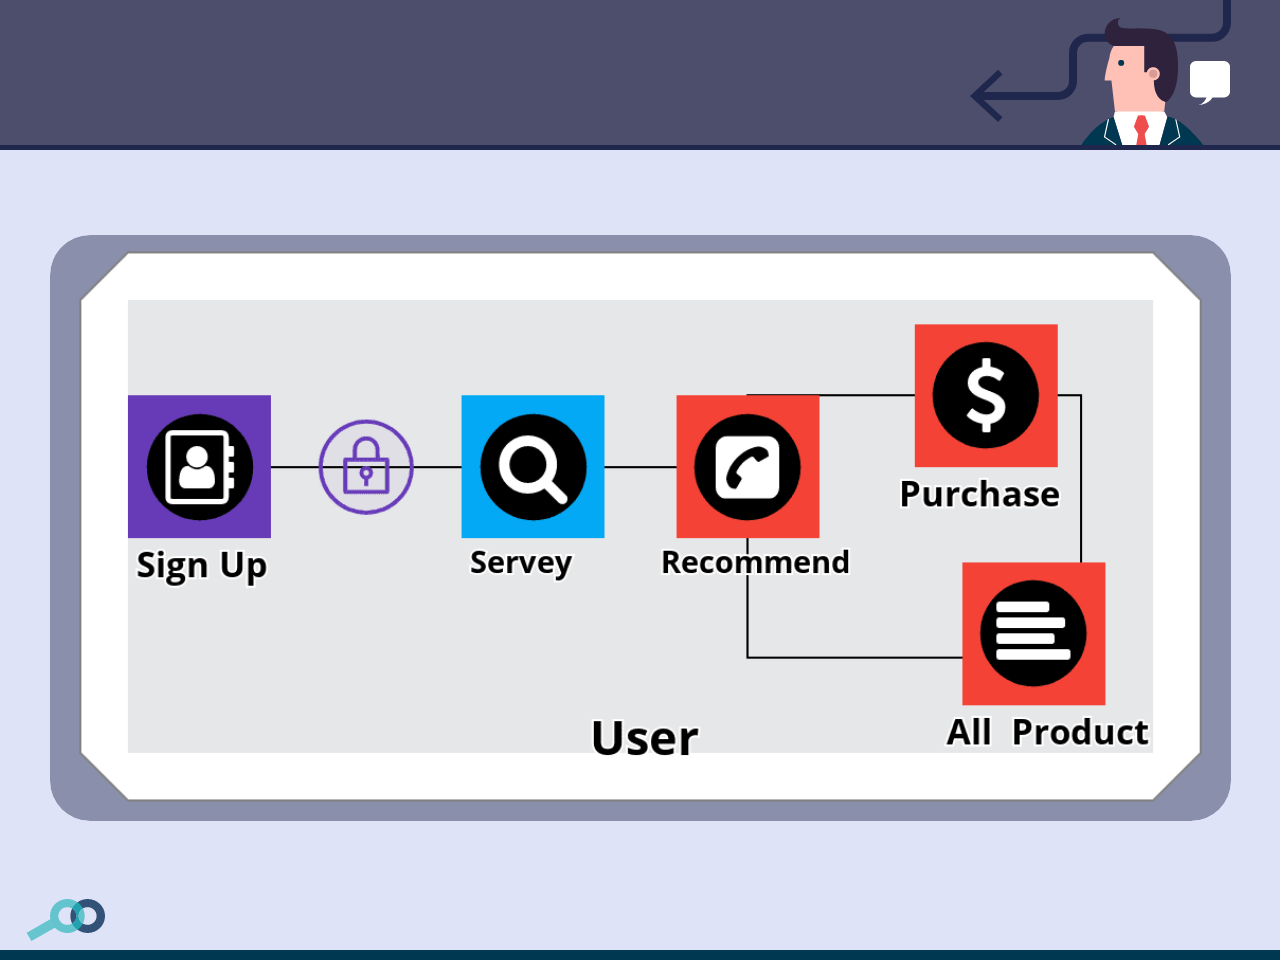 Sign Up
Servey
Recommend
Purchase
All Product
User